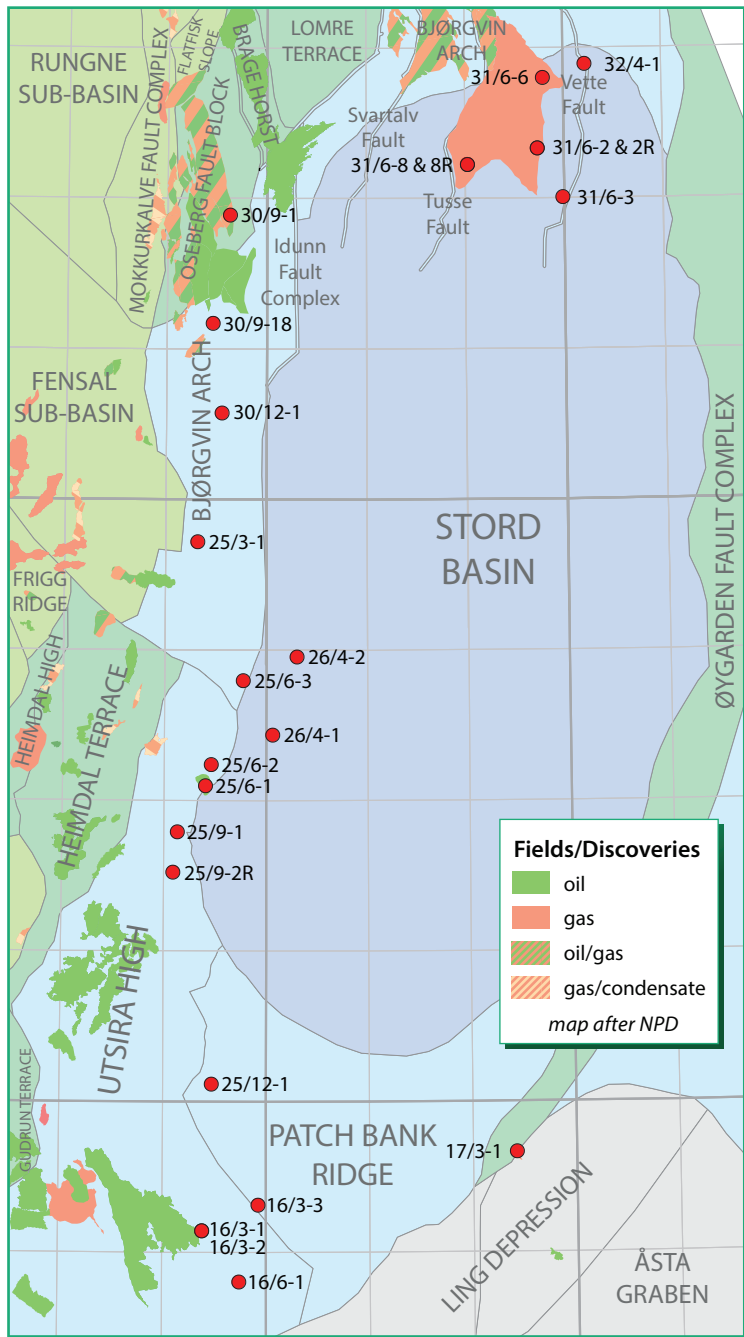 LOMRE
TERRACE
BJØRGVIN
ARCH
FLATFISK
SLOPE
BRAGE HORST
RUNGNE
SUB-BASIN
MOKKURKALVE FAULT COMPLEX
OSEBERG FAULT BLOCK
32/4-1
31/6-6
Vette
Fault
Svartalv
Fault
31/6-2 & 2R
31/6-8 & 8R
31/6-3
Tusse
Fault
30/9-1
Idunn
Fault
Complex
30/9-18
FENSAL
SUB-BASIN
BJØRGVIN ARCH
30/12-1
ØYGARDEN FAULT COMPLEX
STORD
BASIN
25/3-1
FRIGG
RIDGE
HEIMDAL HIGH
HEIMDAL TERRACE
26/4-2
25/6-3
26/4-1
25/6-2
25/6-1
25/9-1
25/9-2R
Fields/Discoveries
oil
gas
oil/gas
gas/condensate
map after NPD
UTSIRA HIGH
GUDRUN TERRACE
25/12-1
PATCH BANK
RIDGE
17/3-1
16/3-3
16/3-1
16/3-2
16/6-1
LING DEPRESSION
ÅSTA
GRABEN